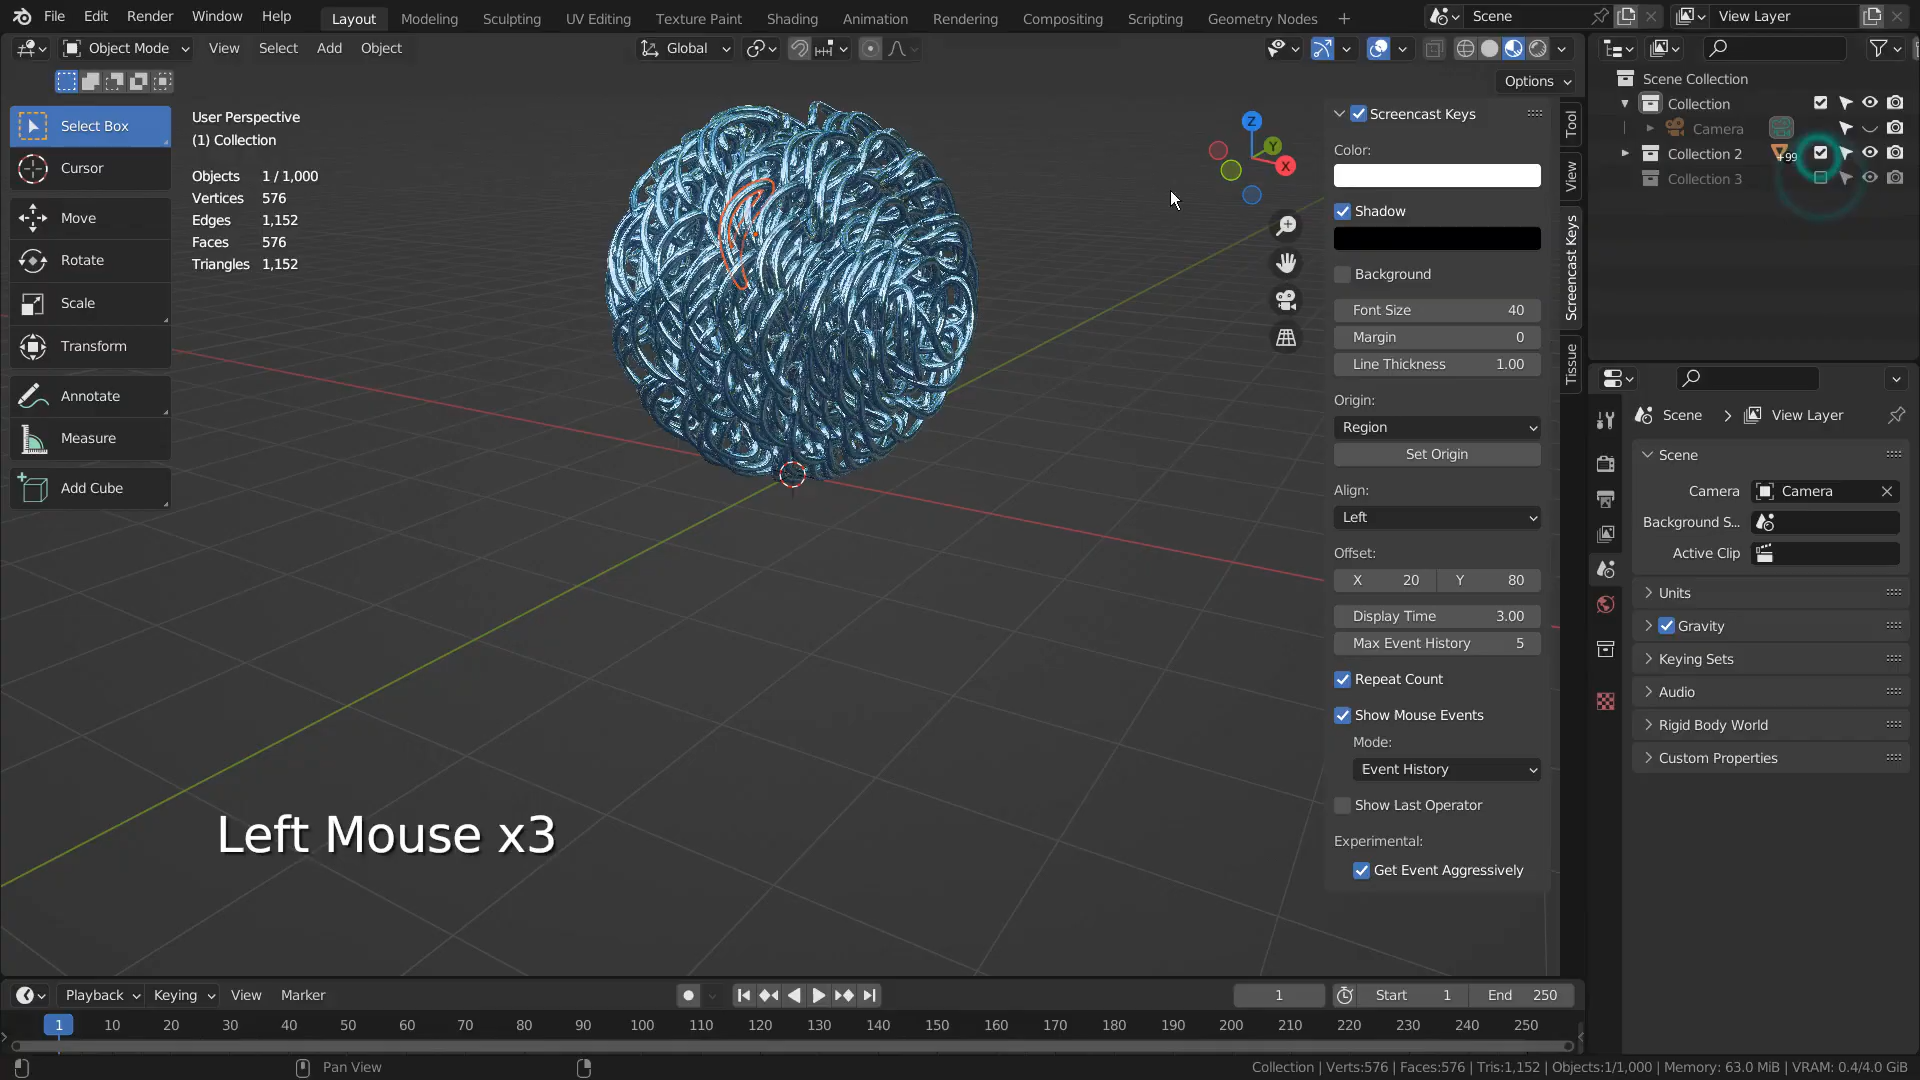 File Edit Render Window Help Layout Modeling Sculpting UV Editing Texture Paint Shading Animation Rendering Compositing Scripting Geometry Nodes + Scene View Layer
Object Mode View Select Add Object Global
Options
Select Box
Cursor
Move
Rotate
Scale
Transform
Annotate
Measure
Add Cube
User Perspective
(1) Collection
Objects 1 / 1,000
Vertices 576
Edges 1,152
Faces 576
Triangles 1,152
Z
Y
X
Screencast Keys
Color:
Shadow
Background
Font Size 40
Margin 0
Line Thickness 1.00
Origin:
Region
Set Origin
Align:
Left
Offset:
X 20 Y 80
Display Time 3.00
Max Event History 5
Repeat Count
Show Mouse Events
Mode:
Event History
Show Last Operator
Experimental:
Get Event Aggressively
Tool
View
Screencast Keys
Tissue
Scene Collection
Collection
Camera
Collection 2 +99
Collection 3
Scene > View Layer
Scene
Camera Camera
Background S...
Active Clip
Units
Gravity
Keying Sets
Audio
Rigid Body World
Custom Properties
Left Mouse x3
Playback Keying View Marker 1 Start 1 End 250
1 10 20 30 40 50 60 70 80 90 100 110 120 130 140 150 160 170 180 190 200 210 220 230 240 250
Pan View
Collection | Verts:576 | Faces:576 | Tris:1,152 | Objects:1/1,000 | Memory: 63.0 MiB | VRAM: 0.4/4.0 GiB